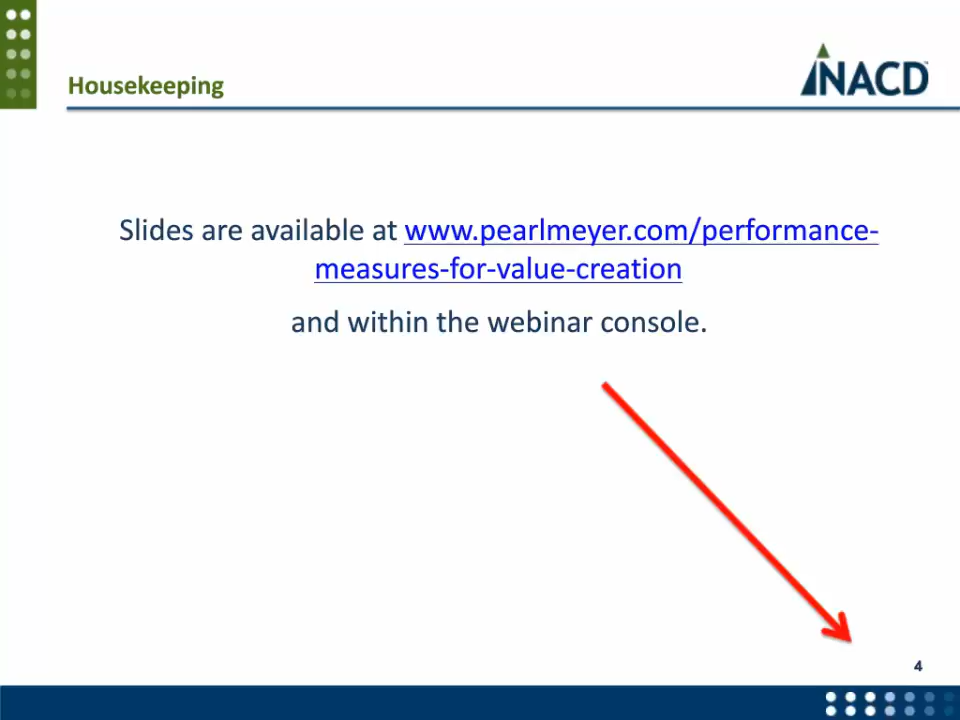 Housekeeping
NACD
Slides are available at www.pearlmeyer.com/performance-
measures-for-value-creation
and within the webinar console.
4